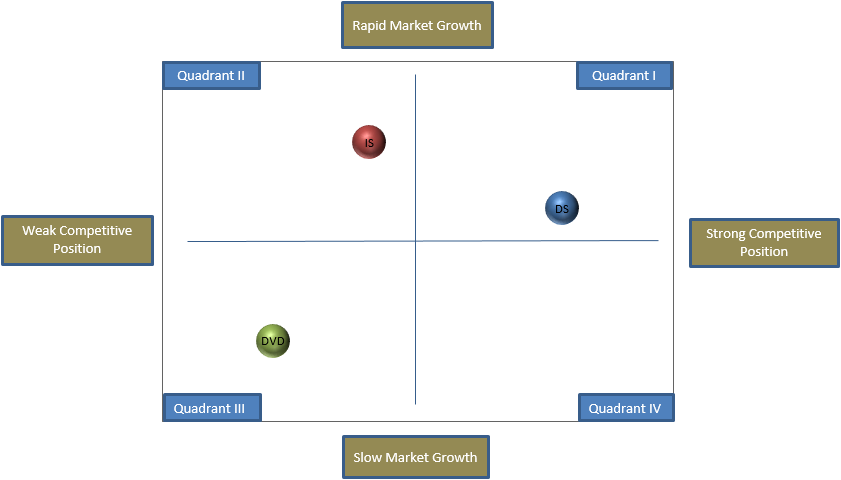 Rapid Market Growth
Quadrant II
Quadrant I
IS
DS
Weak Competitive
Position
Strong Competitive
Position
DVD
Quadrant III
Quadrant IV
Slow Market Growth